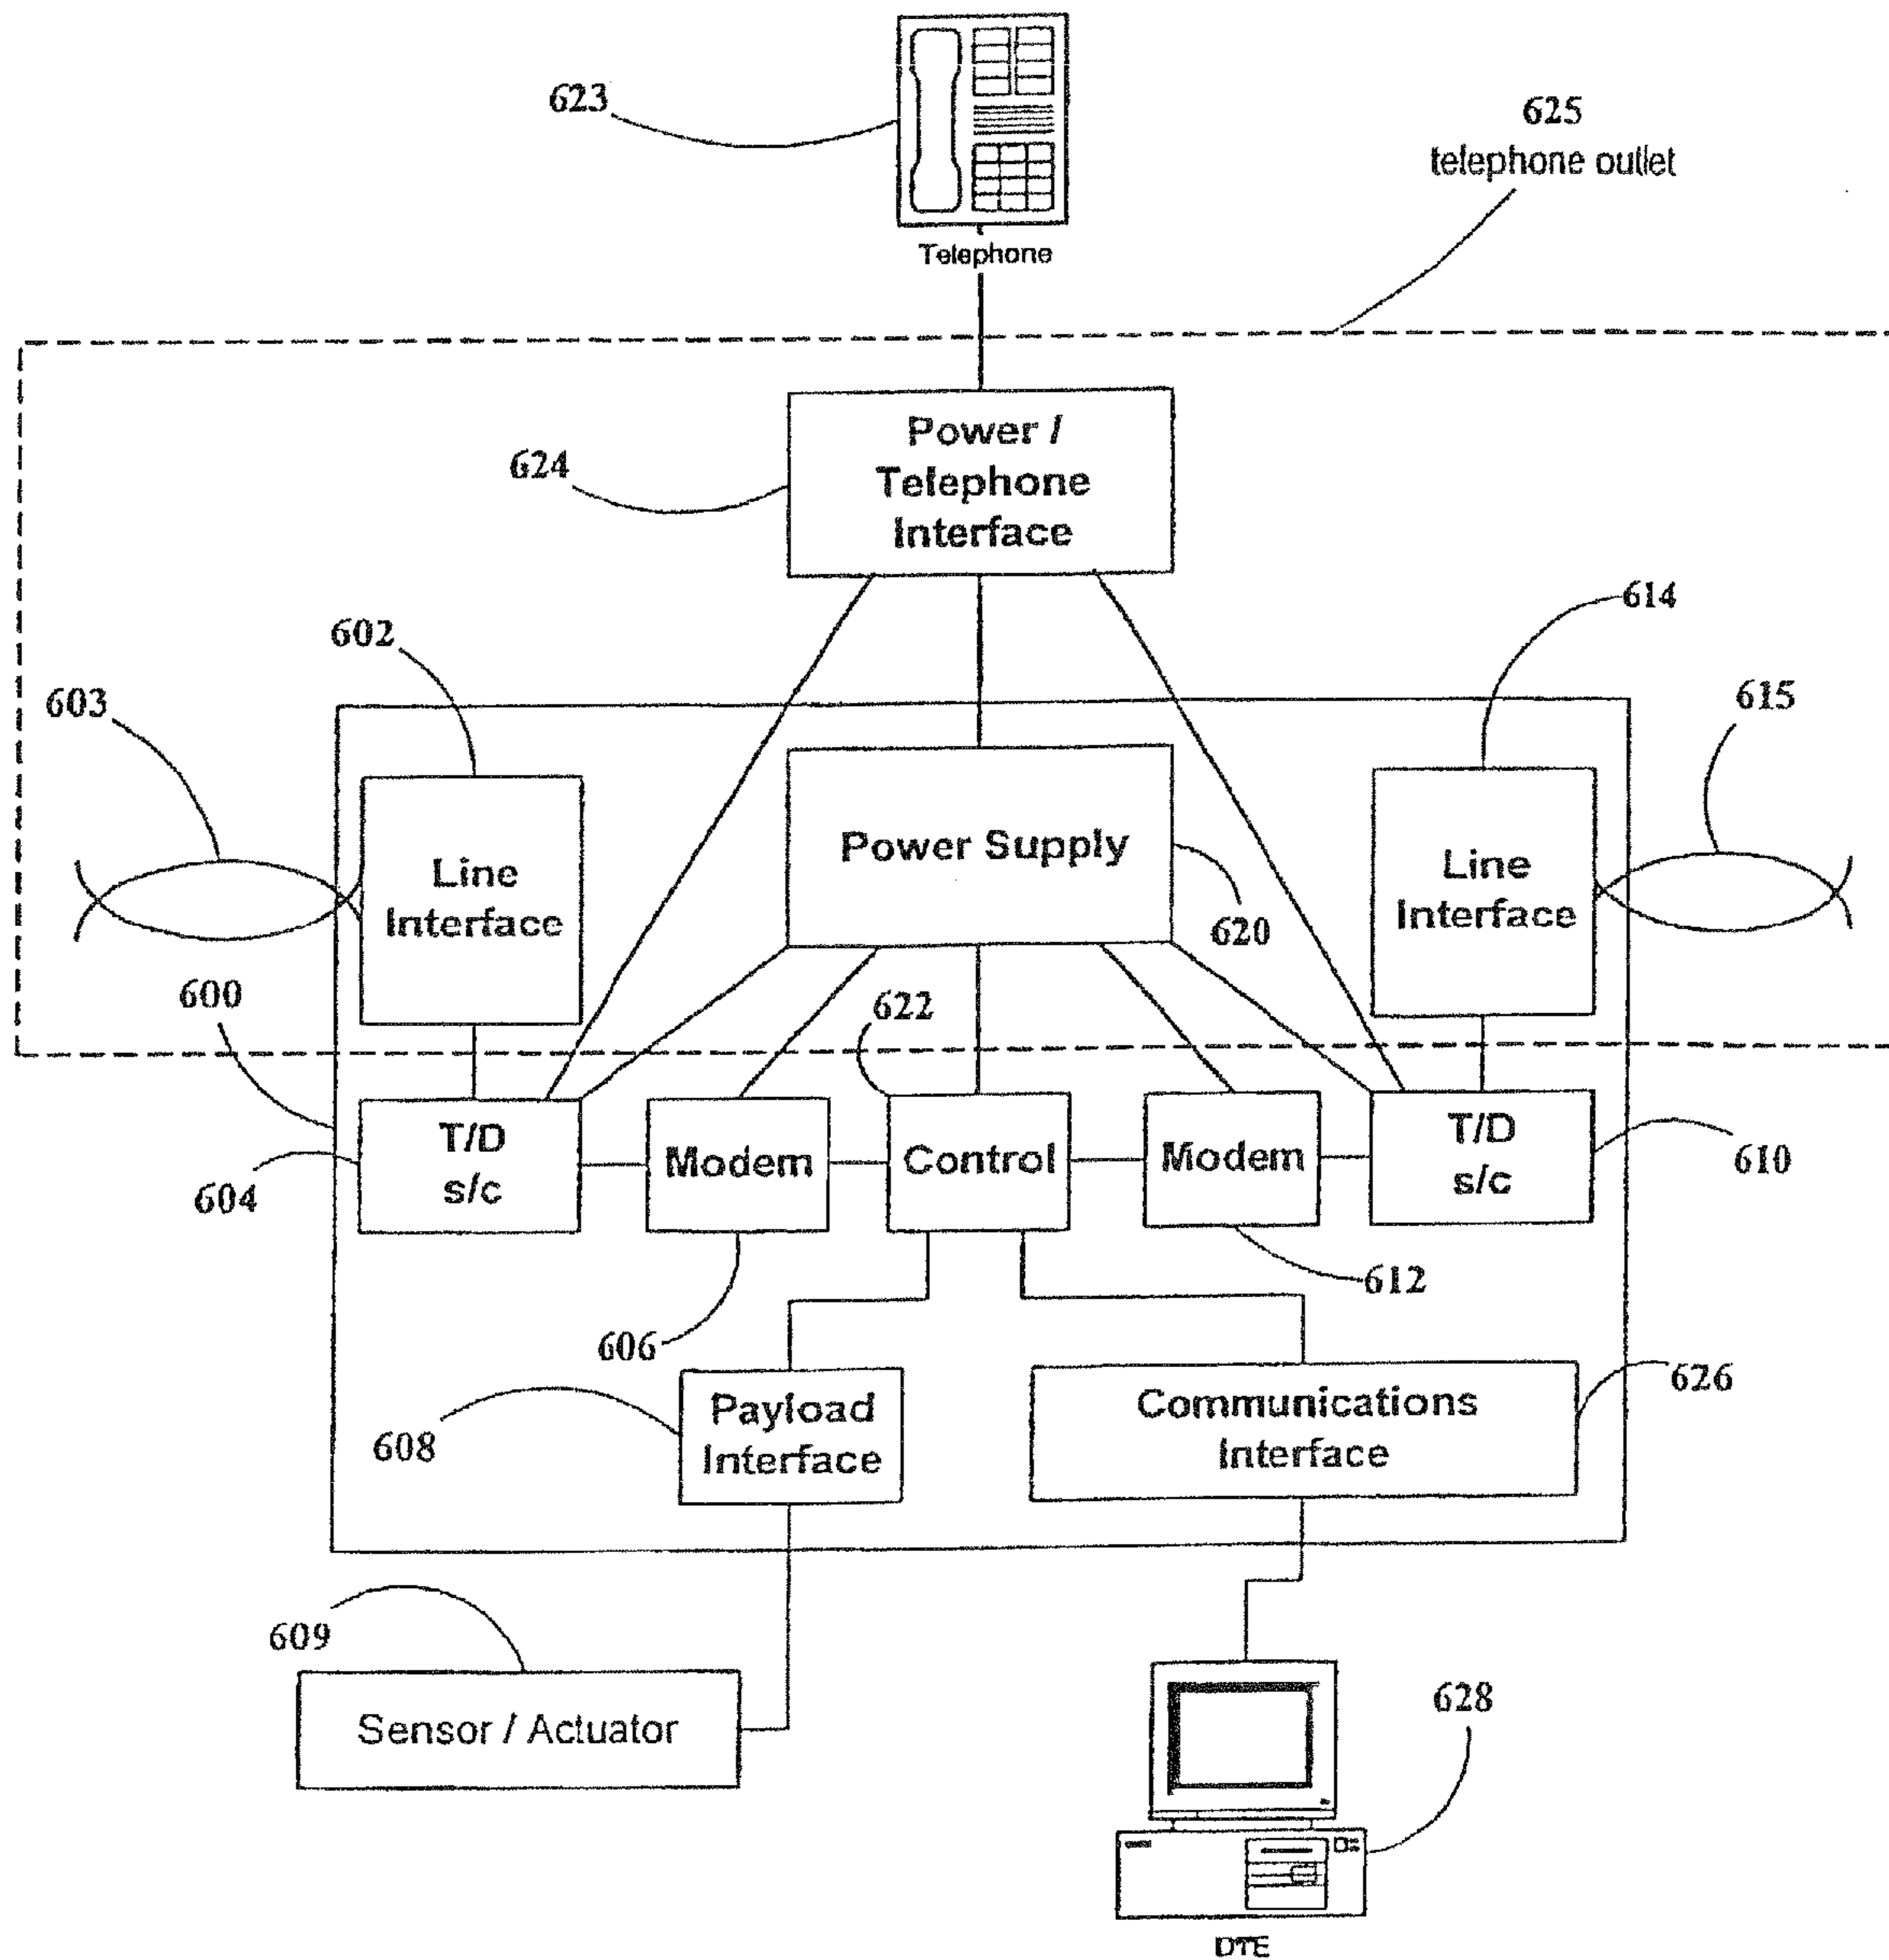 623
625
telephone outlet
Telephone
Power /
Telephone
Interface
624
602
614
603
615
Line
Interface
Power Supply
Line
Interface
620
600
622
T/D
s/c
Modem
Control
Modem
T/D
s/c
604
610
606
612
Payload
Interface
Communications
Interface
608
626
609
Sensor / Actuator
628
DTE